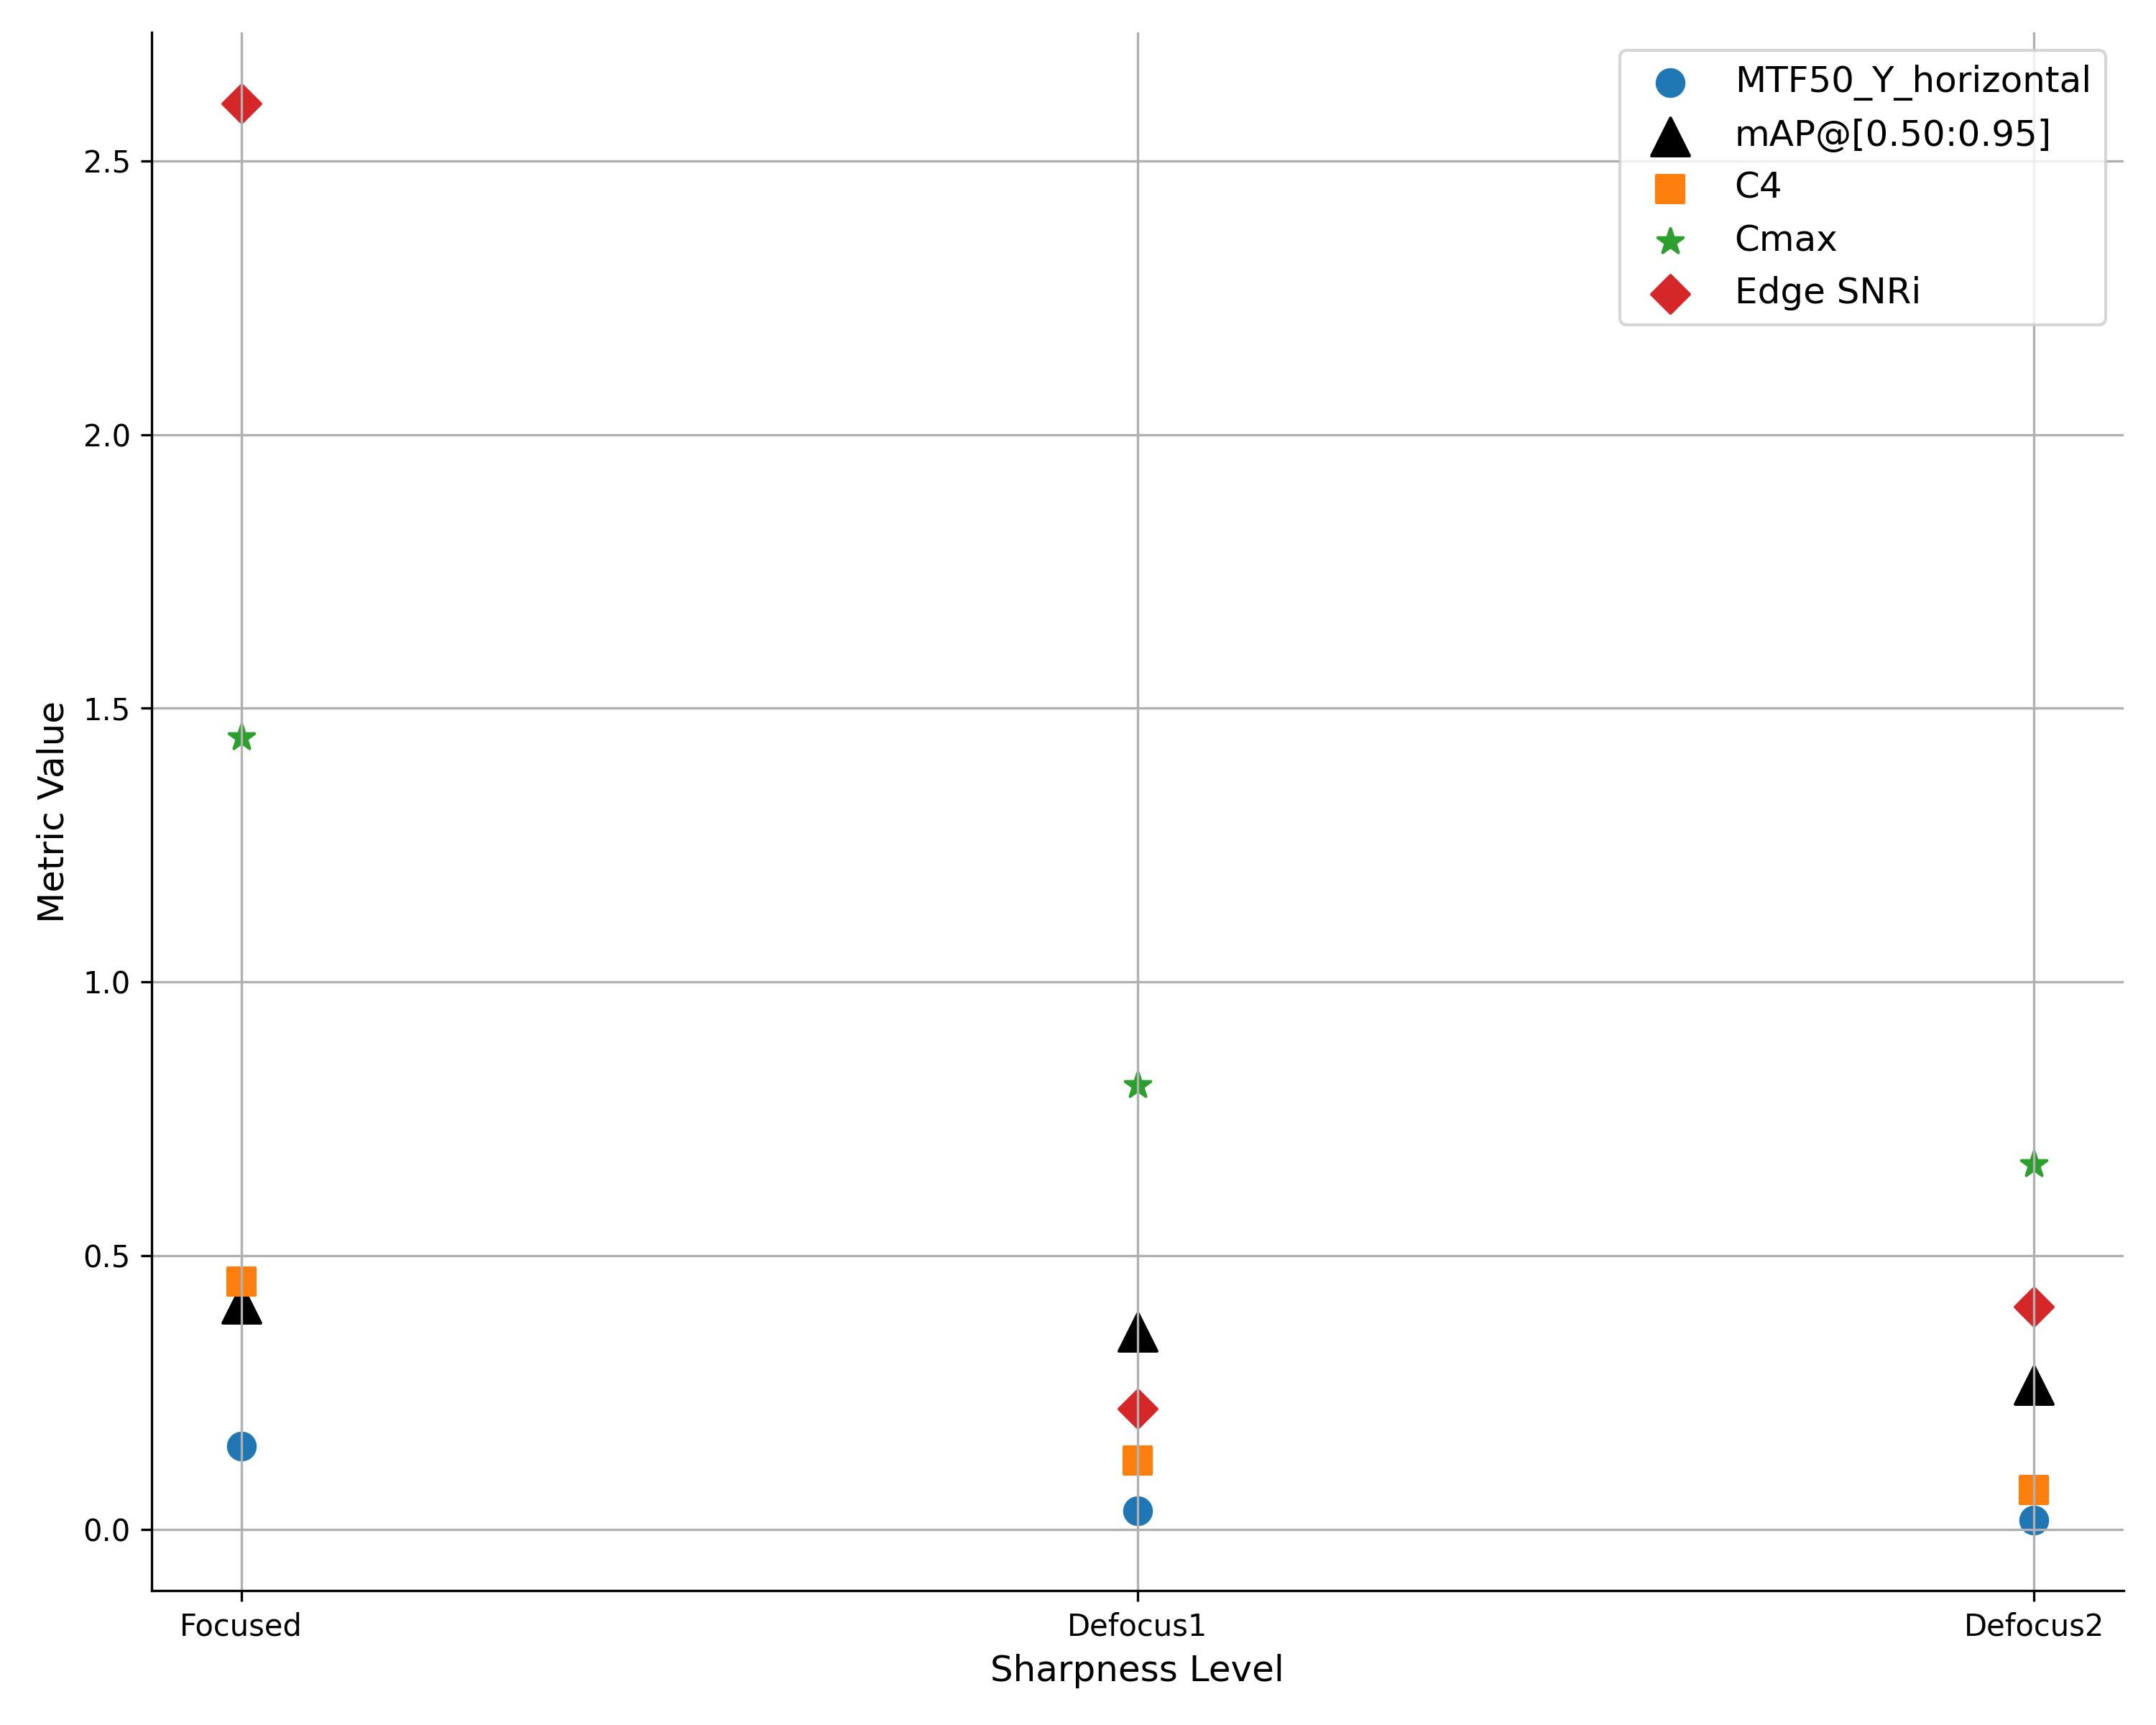 MTF50_Y_horizontal
mAP@[0.50:0.95]
C4
Cmax
Edge SNRi
Metric Value
2.5
2.0
1.5
1.0
0.5
0.0
Focused
Defocus1
Defocus2
Sharpness Level